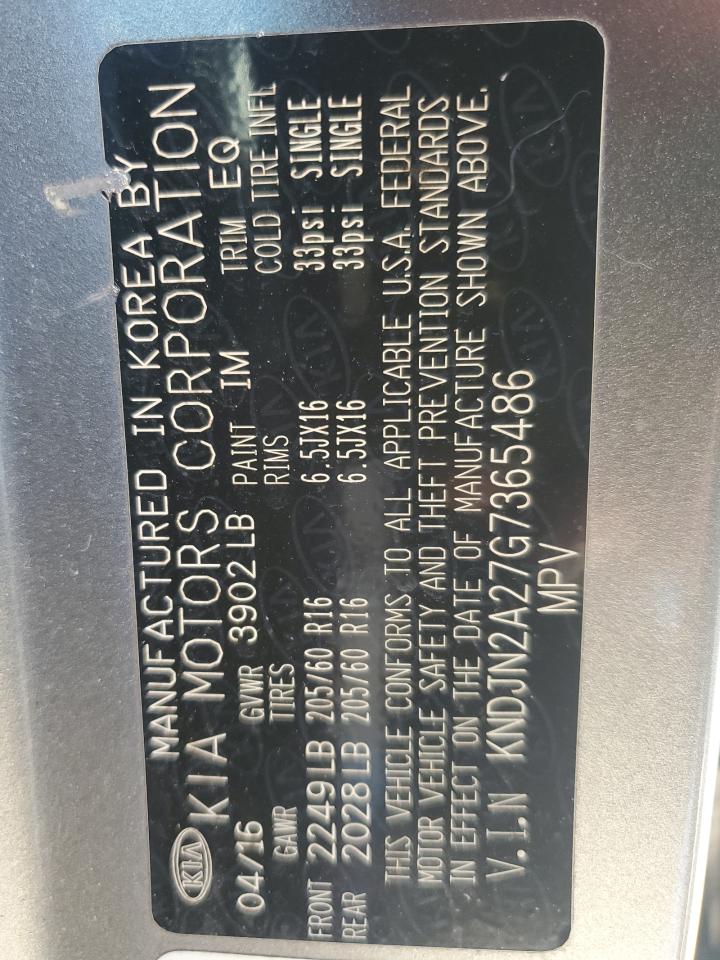 MANUFACTURED IN KOREA BY
KIA KIA MOTORS CORPORATION
04/16 GVWR 3902LB PAINT IM TRIM EQ
GAWR TIRES RIMS COLD TIRE INFL
FRONT 2249LB 205/60 R16 6.5JX16 33psi SINGLE
REAR 2028LB 205/60 R16 6.5JX16 33psi SINGLE
THIS VEHICLE CONFORMS TO ALL APPLICABLE U.S.A. FEDERAL
MOTOR VEHICLE SAFETY AND THEFT PREVENTION STANDARDS
IN EFFECT ON THE DATE OF MANUFACTURE SHOWN ABOVE.
V.I.N KNDJN2A27G7365486
MPV